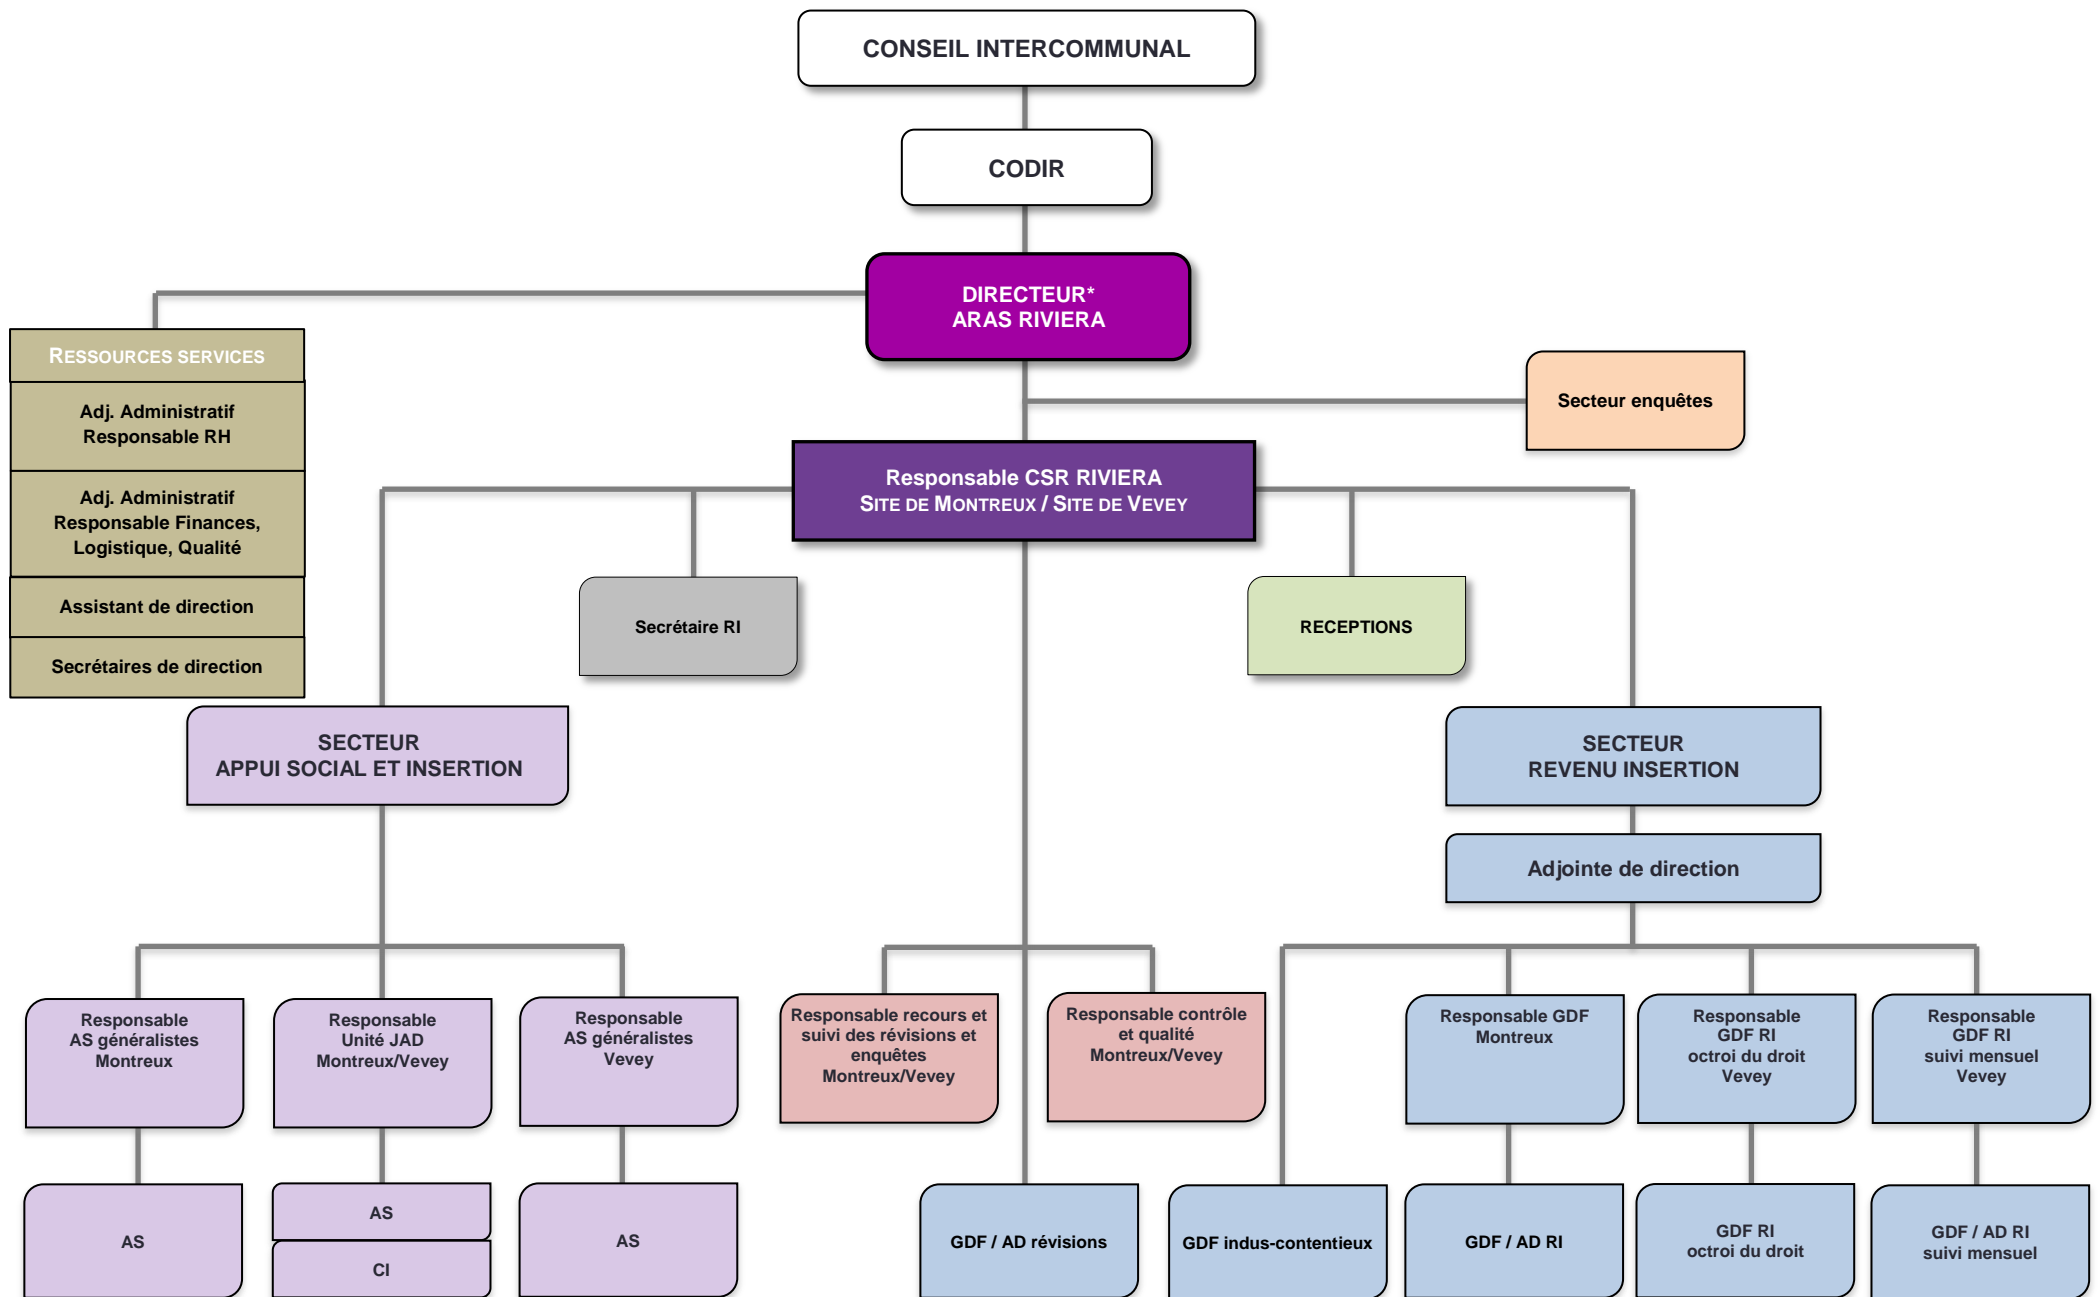 CONSEIL INTERCOMMUNAL
CODIR
DIRECTEUR*
ARAS RIVIERA
RESSOURCES SERVICES
Adj. Administratif
Responsable RH
Adj. Administratif
Responsable Finances,
Logistique, Qualité
Assistant de direction
Secrétaires de direction
Secteur enquêtes
Responsable CSR RIVIERA
SITE DE MONTREUX / SITE DE VEVEY
Secrétaire RI
RECEPTIONS
SECTEUR
APPUI SOCIAL ET INSERTION
SECTEUR
REVENU INSERTION
Adjointe de direction
Responsable
AS généralistes
Montreux
Responsable
Unité JAD
Montreux/Vevey
Responsable
AS généralistes
Vevey
Responsable recours et
suivi des révisions et
enquêtes
Montreux/Vevey
Responsable contrôle
et qualité
Montreux/Vevey
Responsable GDF
Montreux
Responsable
GDF RI
octroi du droit
Vevey
Responsable
GDF RI
suivi mensuel
Vevey
AS
AS
CI
AS
GDF / AD révisions
GDF indus-contentieux
GDF / AD RI
GDF RI
octroi du droit
GDF / AD RI
suivi mensuel